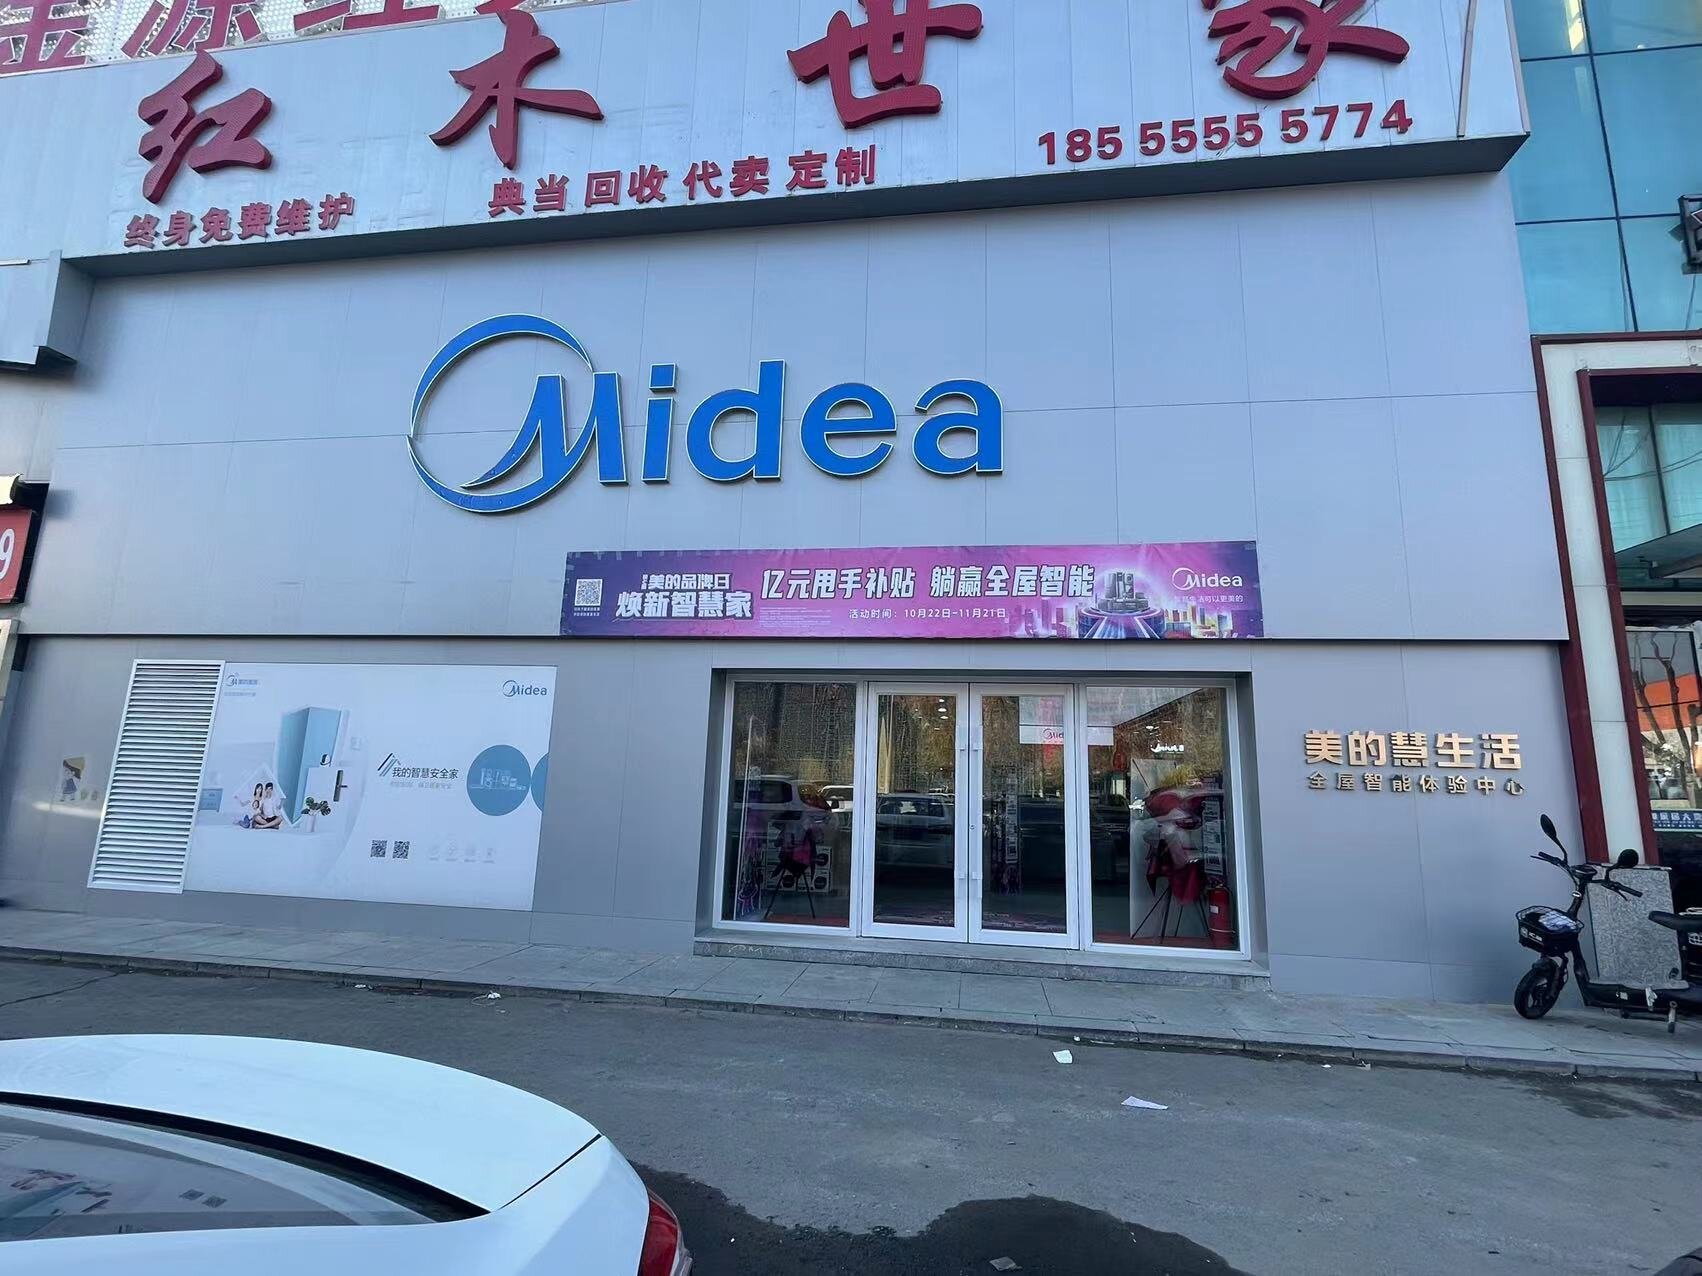 红木世家
185 5555 5774
典当 回收 代卖 定制
终身免费维护
Midea
美的品牌日
焕新智慧家
亿元甩手补贴 躺赢全屋智能
活动时间：10月22日-11月21日
Midea
Midea
我的智慧安全家
Midea
美的慧生活
全屋智能体验中心
9